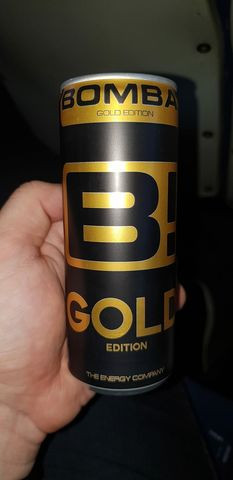 BOMBA
GOLD EDITION
B!
GOLD
EDITION
THE ENERGY COMPANY